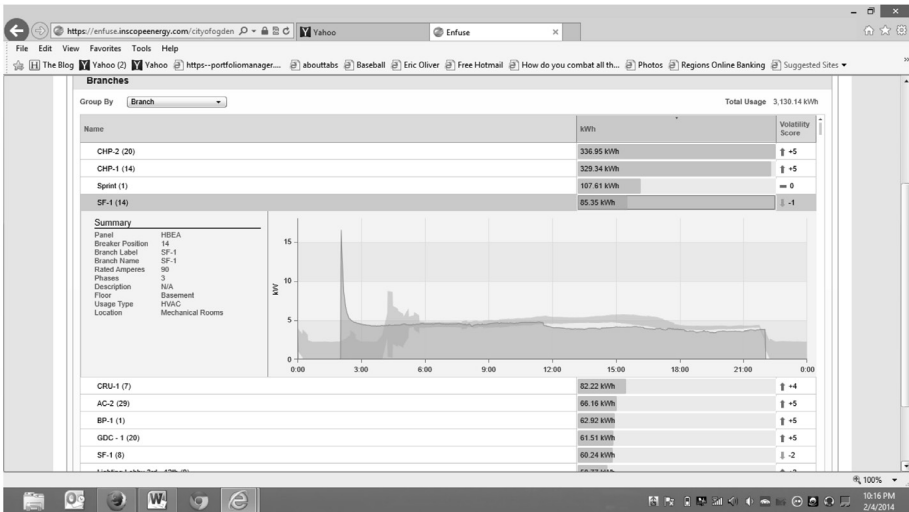 https://enfuse.inscopeenergy.com/cityofogden
Yahoo
Enfuse
File Edit View Favorites Tools Help
The Blog Yahoo (2) Yahoo https--portfoliomanager.... abouttabs Baseball Eric Oliver Free Hotmail How do you combat all th... Photos Regions Online Banking Suggested Sites
Branches
Group By Branch Total Usage 3,130.14 kWh
Name kWh Volatility Score
CHP-2 (20) 336.95 kWh +5
CHP-1 (14) 329.34 kWh +5
Sprint (1) 107.61 kWh 0
SF-1 (14) 85.35 kWh -1
Summary
Panel HBEA
Breaker Position 14
Branch Label SF-1
Branch Name SF-1
Rated Amperes 90
Phases 3
Description N/A
Floor Basement
Usage Type HVAC
Location Mechanical Rooms
kW
15
10
5
0
0:00 3:00 6:00 9:00 12:00 15:00 18:00 21:00 0:00
CRU-1 (7) 82.22 kWh +4
AC-2 (29) 66.16 kWh +5
BP-1 (1) 62.92 kWh +5
GDC - 1 (20) 61.51 kWh +5
SF-1 (8) 60.24 kWh -2
100%
10:16 PM
2/4/2014